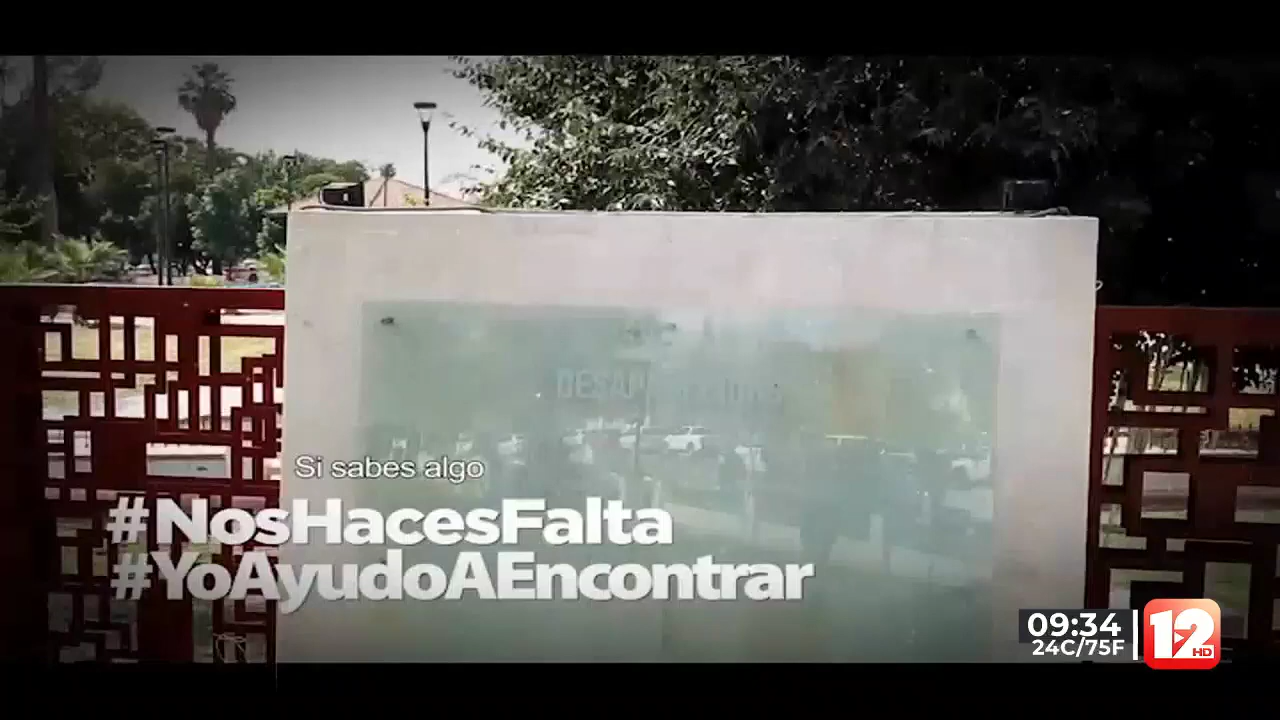 Si sabes algo
#NosHacesFalta
#YoAyudoAEncontrar
09:34
24C/75F
12
HD